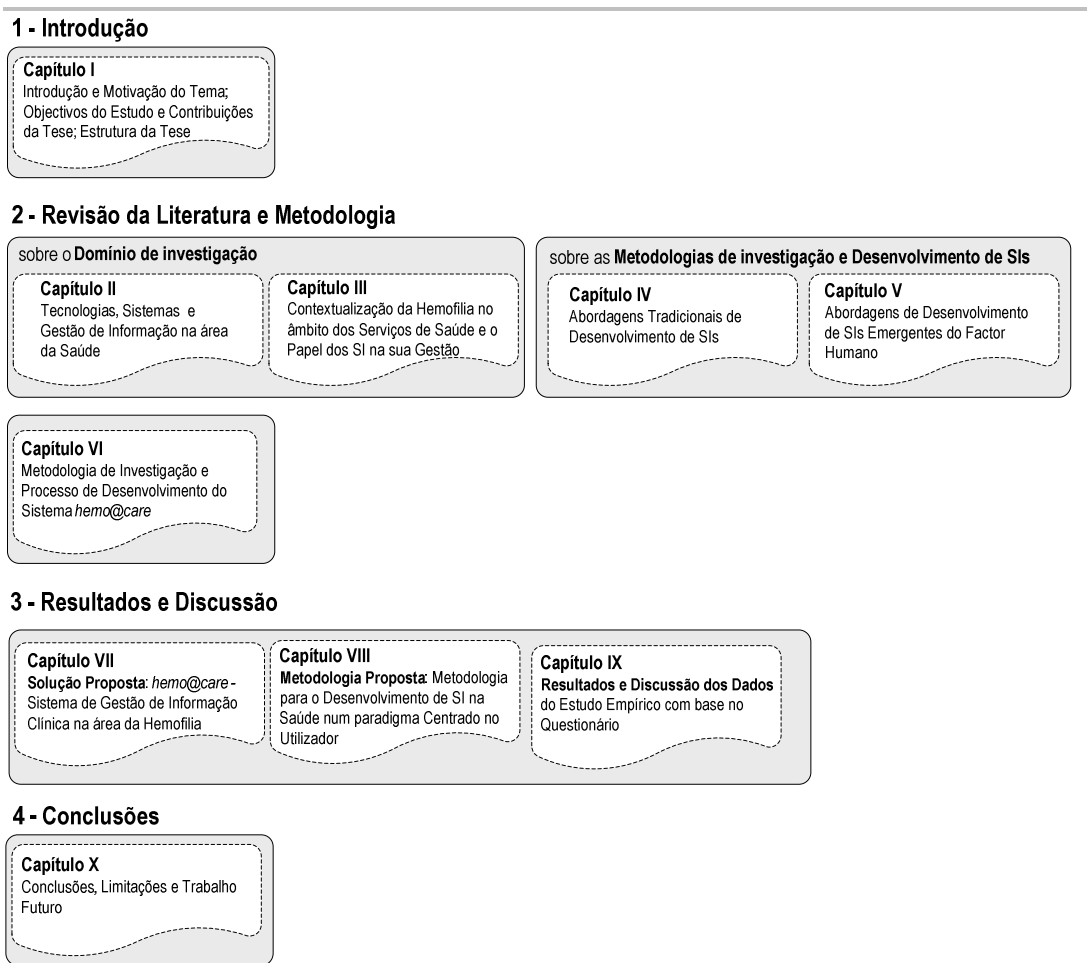 1 - Introdução
Capítulo I
Introdução e Motivação do Tema;
Objectivos do Estudo e Contribuições
da Tese; Estrutura da Tese
2 - Revisão da Literatura e Metodologia
sobre o Domínio de investigação
Capítulo II
Tecnologias, Sistemas e
Gestão de Informação na área
da Saúde
Capítulo III
Contextualização da Hemofilia no
âmbito dos Serviços de Saúde e o
Papel dos SI na sua Gestão
sobre as Metodologias de investigação e Desenvolvimento de SIs
Capítulo IV
Abordagens Tradicionais de
Desenvolvimento de SIs
Capítulo V
Abordagens de Desenvolvimento
de SIs Emergentes do Factor
Humano
Capítulo VI
Metodologia de Investigação e
Processo de Desenvolvimento do
Sistema hemo@care
3 - Resultados e Discussão
Capítulo VII
Solução Proposta: hemo@care -
Sistema de Gestão de Informação
Clínica na área da Hemofilia
Capítulo VIII
Metodologia Proposta: Metodologia
para o Desenvolvimento de SI na
Saúde num paradigma Centrado no
Utilizador
Capítulo IX
Resultados e Discussão dos Dados
do Estudo Empírico com base no
Questionário
4 - Conclusões
Capítulo X
Conclusões, Limitações e Trabalho
Futuro